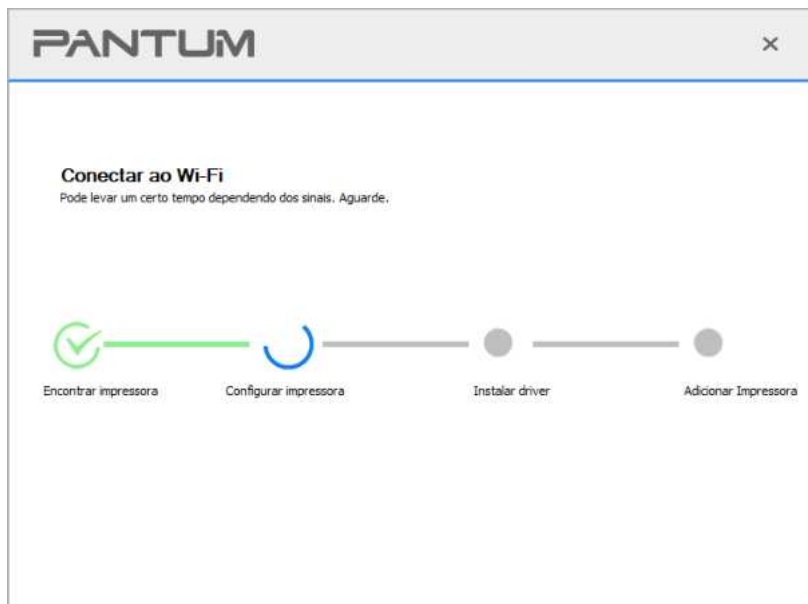 PANTUM
Conectar ao Wi-Fi
Pode levar um certo tempo dependendo dos sinais. Aguarde.
Encontrar impressora
Configurar impressora
Instalar driver
Adicionar Impressora